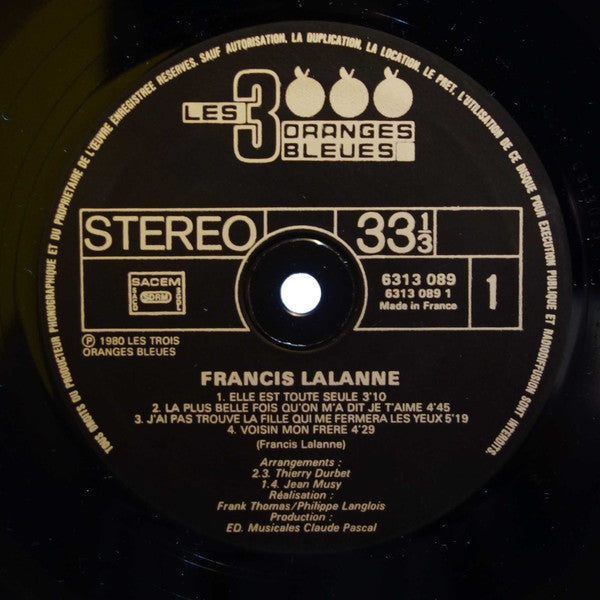 TOUS DROITS DU PRODUCTEUR PHONOGRAPHIQUE ET DU PROPRIETAIRE DE L'ŒUVRE ENREGISTREE RESERVES. SAUF AUTORISATION, LA DUPLICATION, LA LOCATION, LE PRET, L'UTILISATION DE CE DISQUE POUR EXECUTION PUBLIQUE ET RADIODIFFUSION SONT INTERDITS.
LES 3 ORANGES
BLEUES
STEREO
33 1/3
SACEM
SDRM
6313 089
6313 089 1
Made in France
1
℗ 1980 LES TROIS
ORANGES BLEUES
FRANCIS LALANNE
1. ELLE EST TOUTE SEULE 3'10
2. LA PLUS BELLE FOIS QU'ON M'A DIT JE T'AIME 4'45
3. J'AI PAS TROUVE LA FILLE QUI ME FERMERA LES YEUX 5'19
4. VOISIN MON FRERE 4'29
(Francis Lalanne)
Arrangements :
2.3. Thierry Durbet
1.4. Jean Musy
Réalisation :
Frank Thomas/Philippe Langlois
Production :
ED. Musicales Claude Pascal